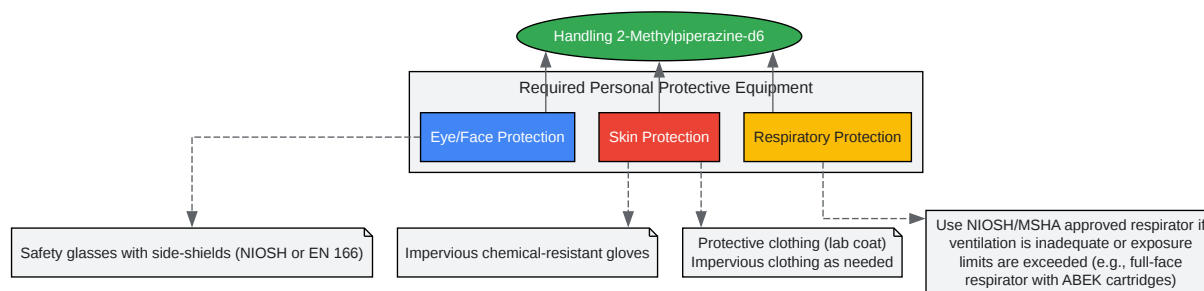 Handling 2-Methylpiperazine-d6
Required Personal Protective Equipment
Eye/Face Protection
Skin Protection
Respiratory Protection
Safety glasses with side-shields (NIOSH or EN 166)
Impervious chemical-resistant gloves
Protective clothing (lab coat)
Impervious clothing as needed
Use NIOSH/MSHA approved respirator if
ventilation is inadequate or exposure
limits are exceeded (e.g., full-face
respirator with ABEK cartridges)